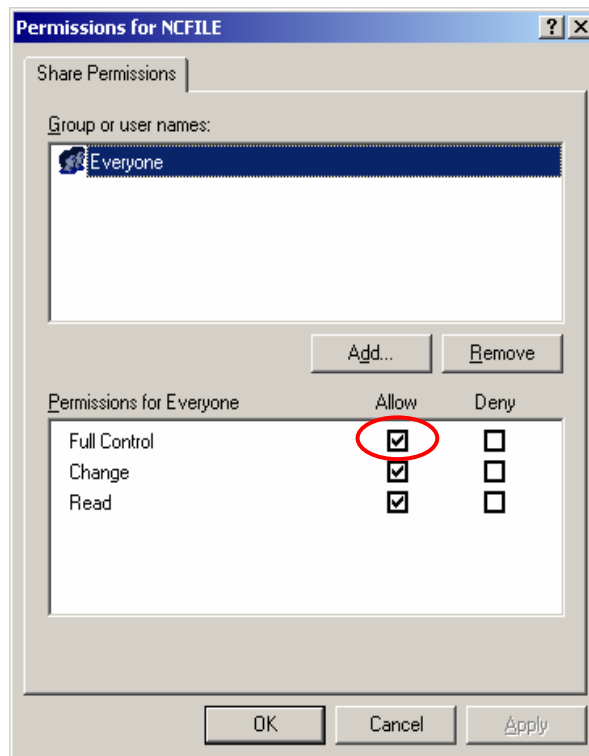 Permissions for NCFILE
Share Permissions
Group or user names:
Everyone
Add... Remove
Permissions for Everyone Allow Deny
Full Control
Change
Read
OK Cancel Apply